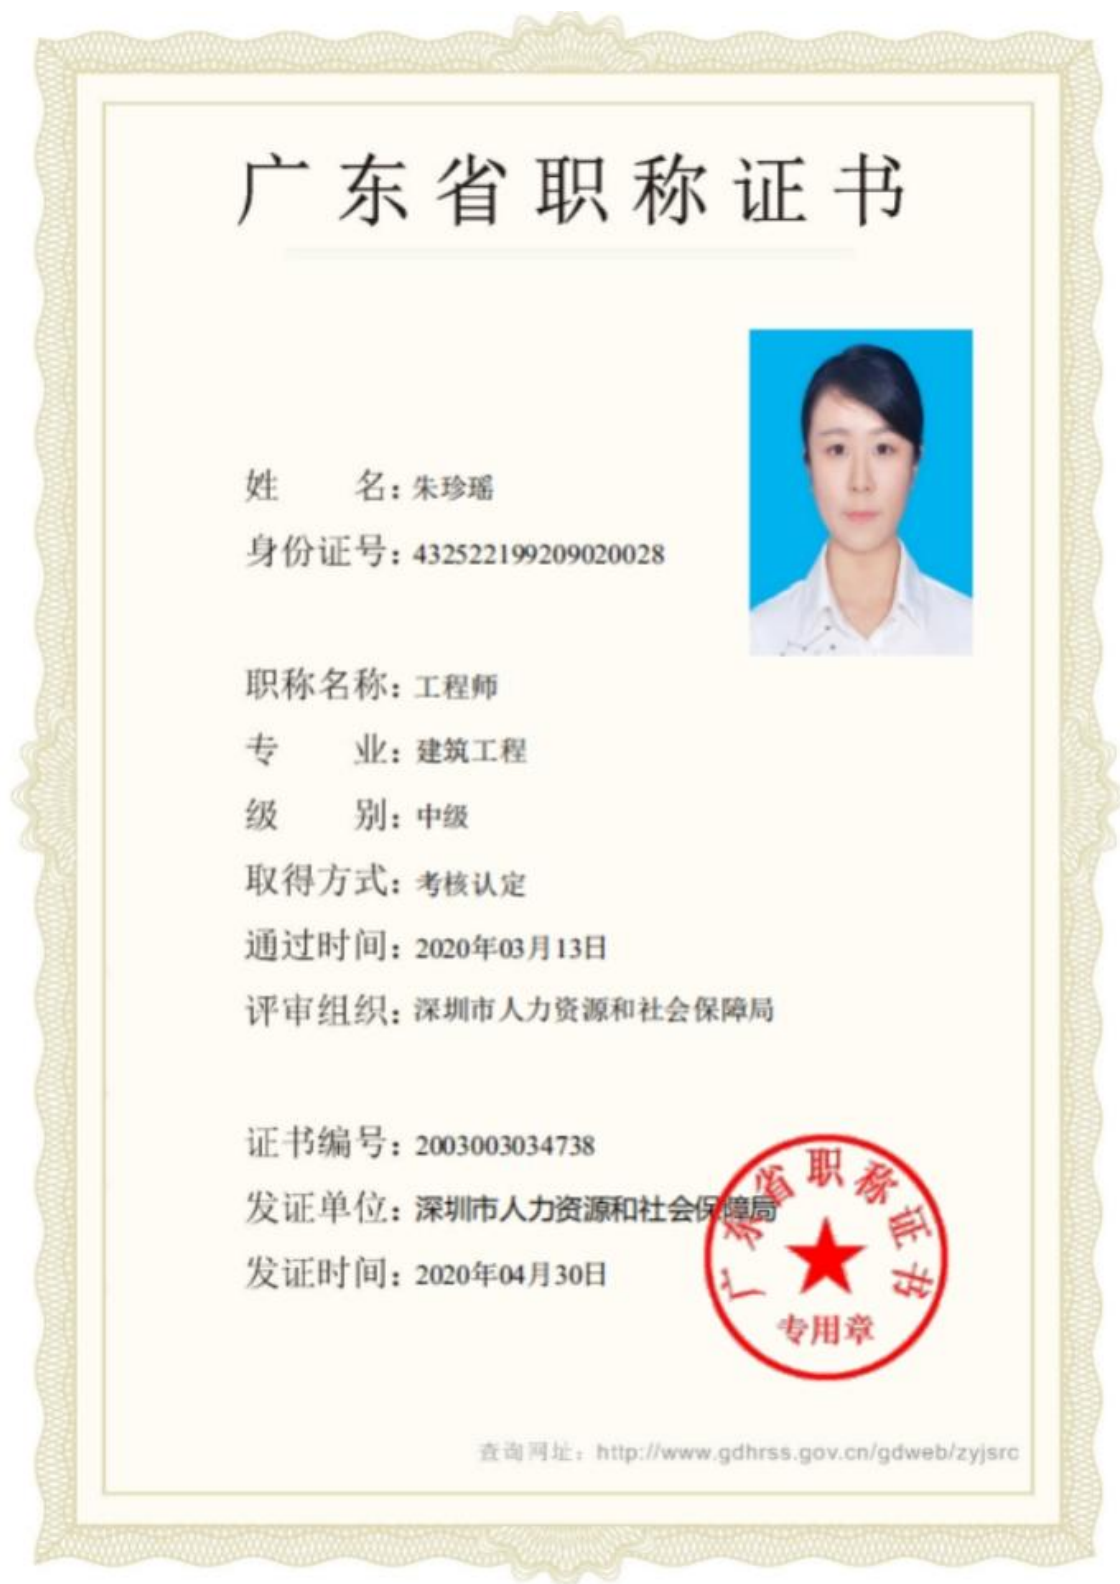 广东省职称证书
姓 名：朱珍瑶
身份证号：432522199209020028
职称名称：工程师
专 业：建筑工程
级 别：中级
取得方式：考核认定
通过时间：2020年03月13日
评审组织：深圳市人力资源和社会保障局
证书编号：2003003034738
发证单位：深圳市人力资源和社会保障局
发证时间：2020年04月30日
广东省职称证书
专用章
查询网址：http://www.gdhrss.gov.cn/gdweb/zyjsrc